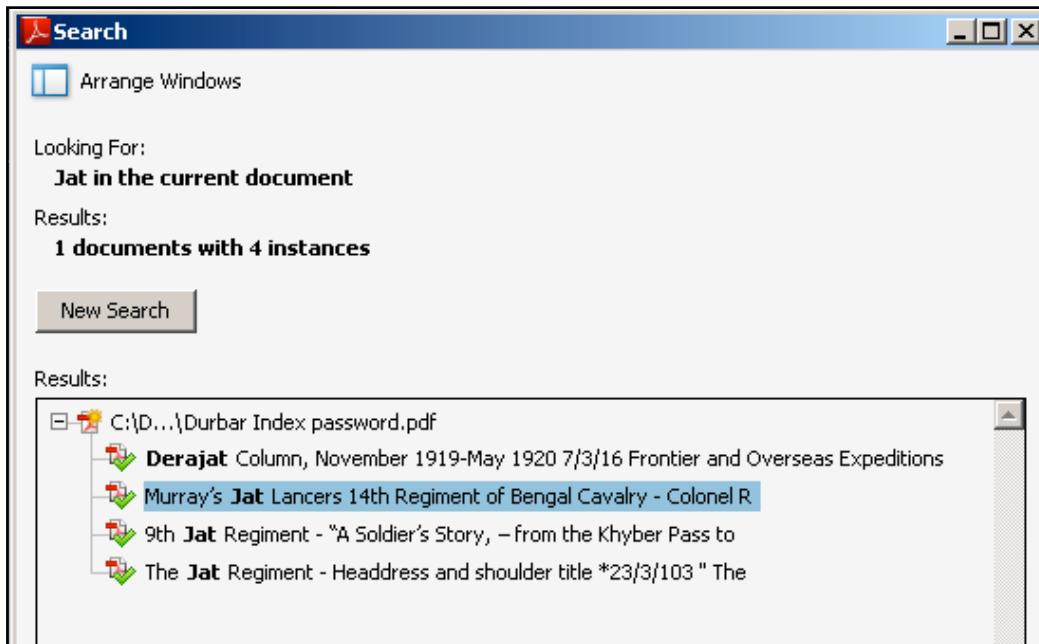 Search
Arrange Windows
Looking For:
Jat in the current document
Results:
1 documents with 4 instances
New Search
Results:
C:\D...\Durbar Index password.pdf
Derajat Column, November 1919-May 1920 7/3/16 Frontier and Overseas Expeditions
Murray's Jat Lancers 14th Regiment of Bengal Cavalry - Colonel R
9th Jat Regiment - “A Soldier's Story, – from the Khyber Pass to
The Jat Regiment - Headdress and shoulder title *23/3/103 " The